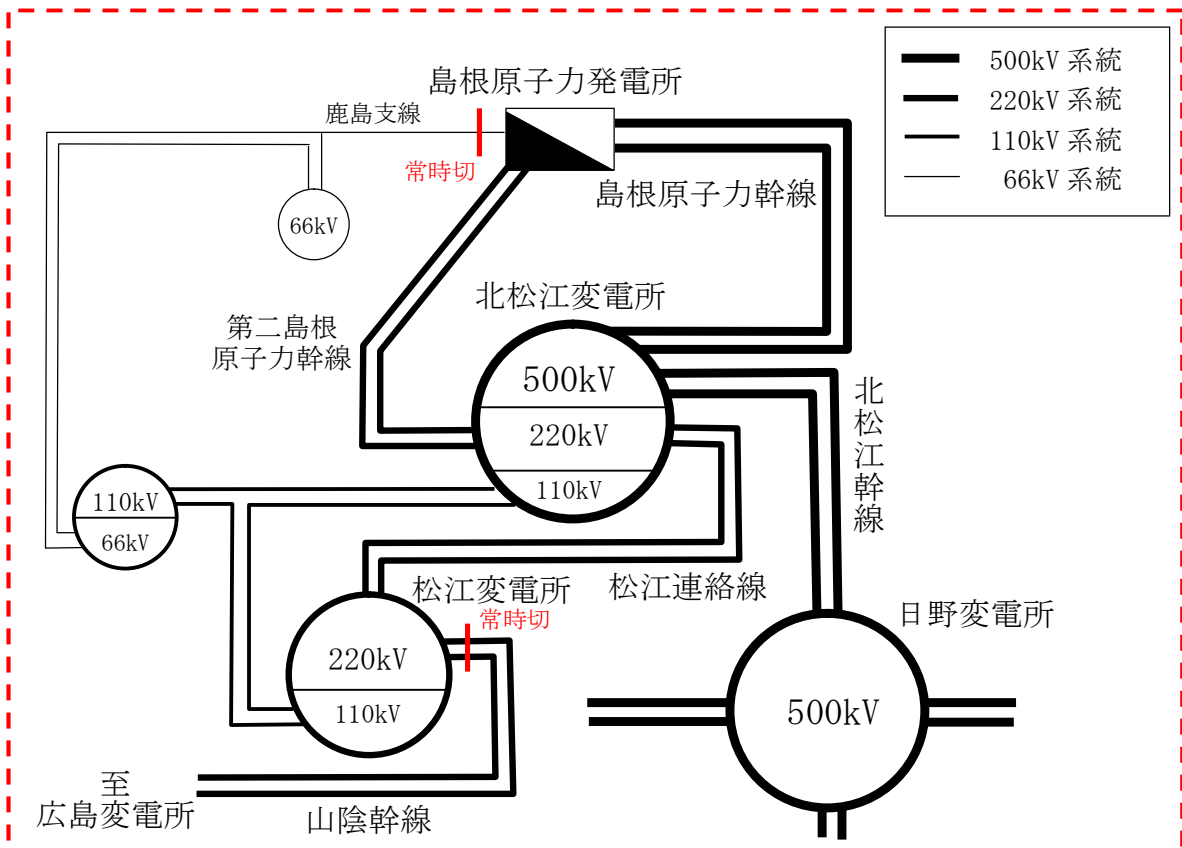 500kV 系統
220kV 系統
110kV 系統
66kV 系統
島根原子力発電所
鹿島支線
常時切
島根原子力幹線
66kV
北松江変電所
第二島根
原子力幹線
500kV
220kV
110kV
北松江幹線
110kV
66kV
松江変電所
松江連絡線
常時切
日野変電所
220kV
110kV
500kV
至
広島変電所
山陰幹線